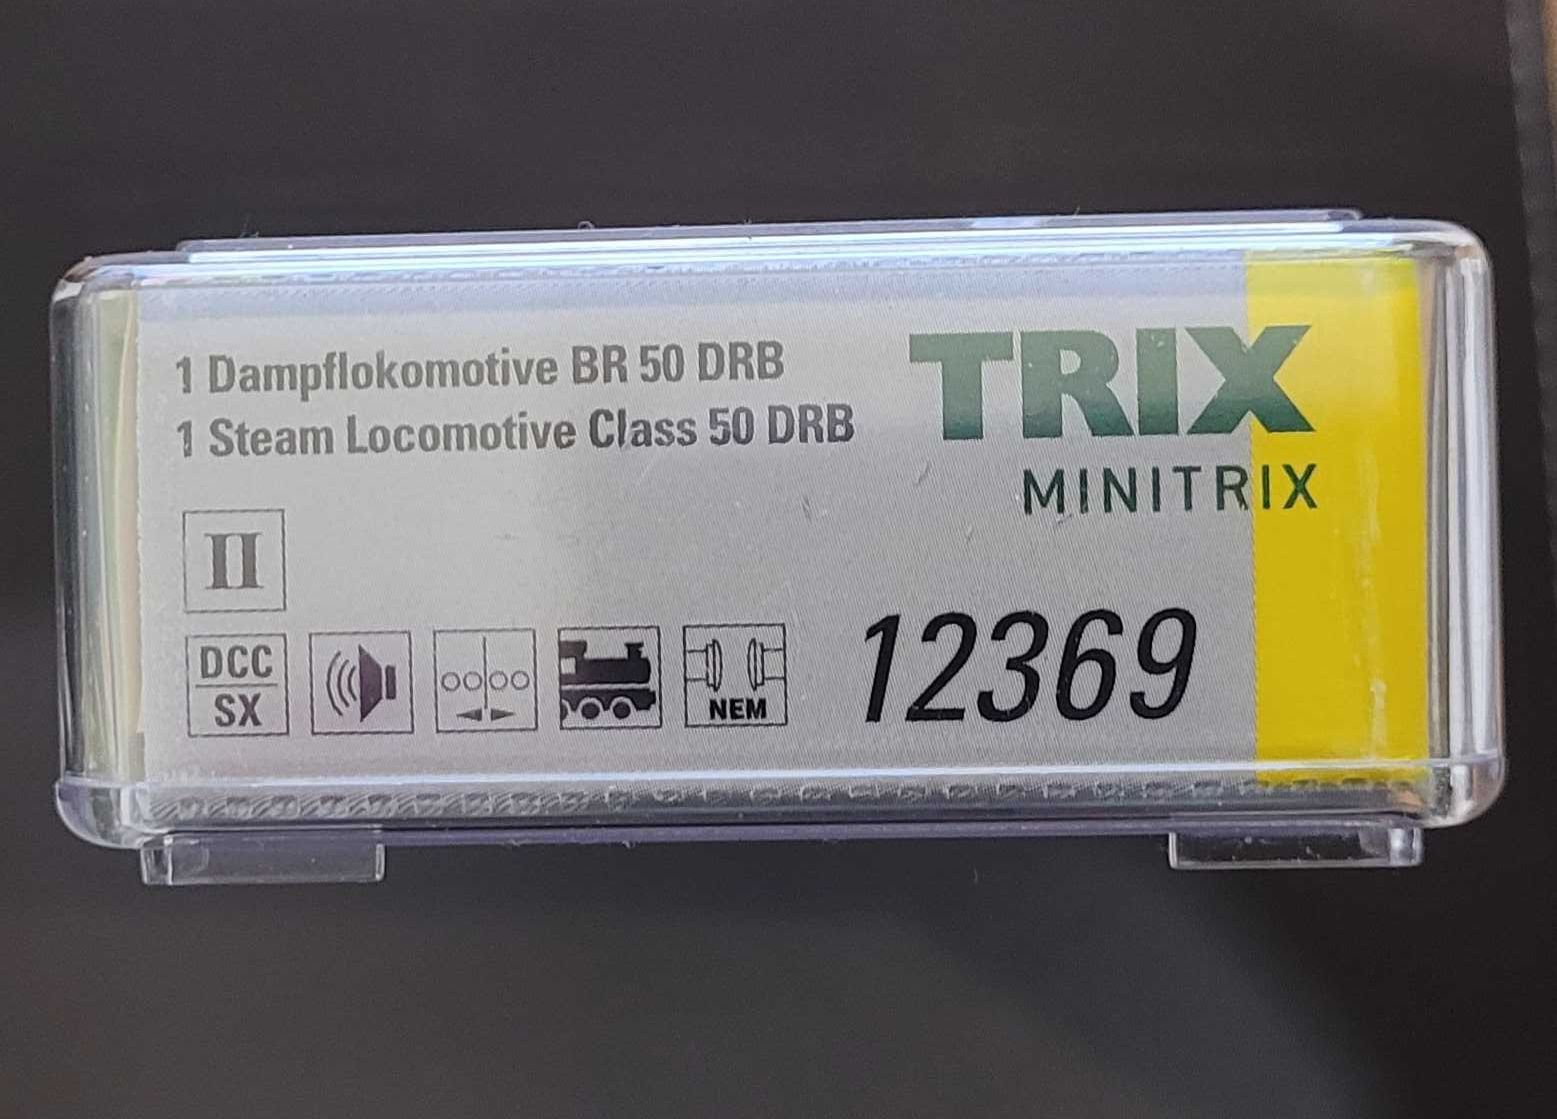 1 Dampflokomotive BR 50 DRB
1 Steam Locomotive Class 50 DRB
TRIX
MINITRIX
II
DCC
SX
NEM
12369